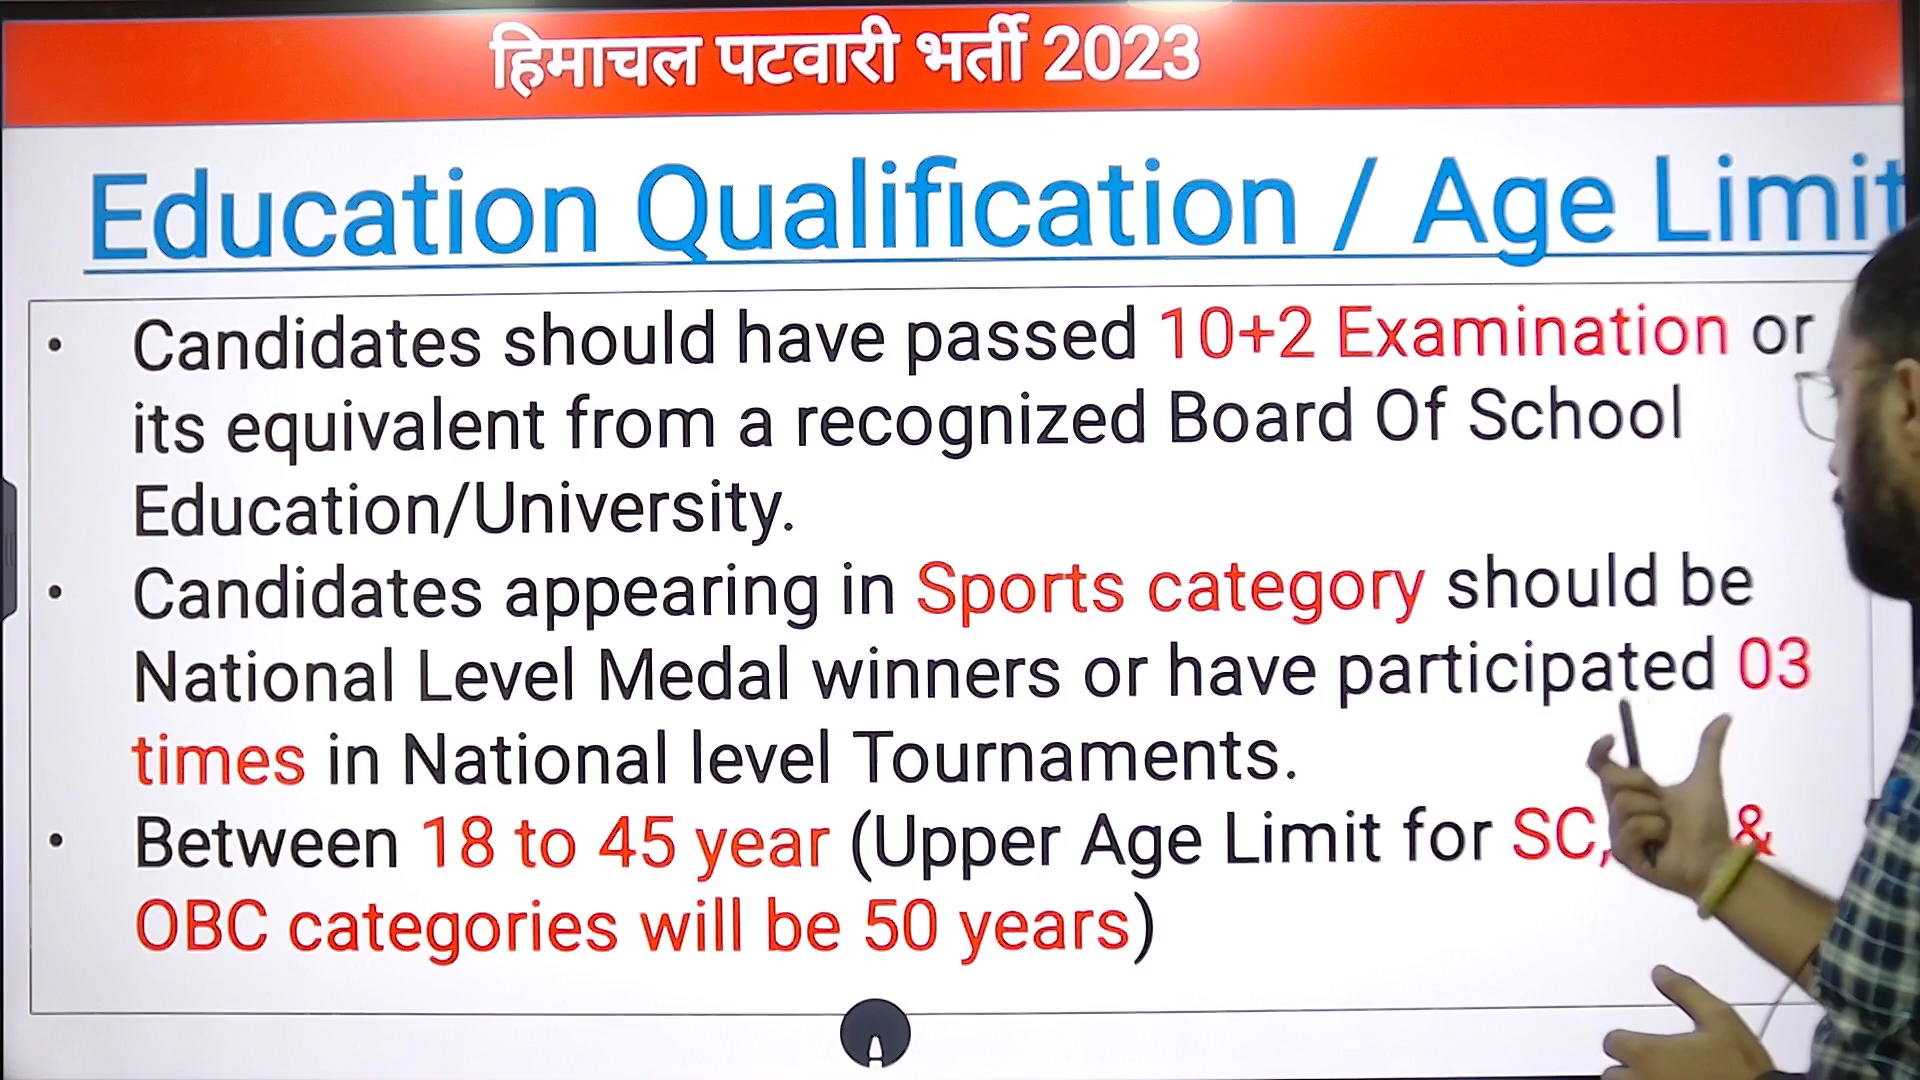 हिमाचल पटवारी भर्ती 2023
Education Qualification / Age Limit
• Candidates should have passed 10+2 Examination or
its equivalent from a recognized Board Of School
Education/University.
• Candidates appearing in Sports category should be
National Level Medal winners or have participated 03
times in National level Tournaments.
• Between 18 to 45 year (Upper Age Limit for SC, &
OBC categories will be 50 years)